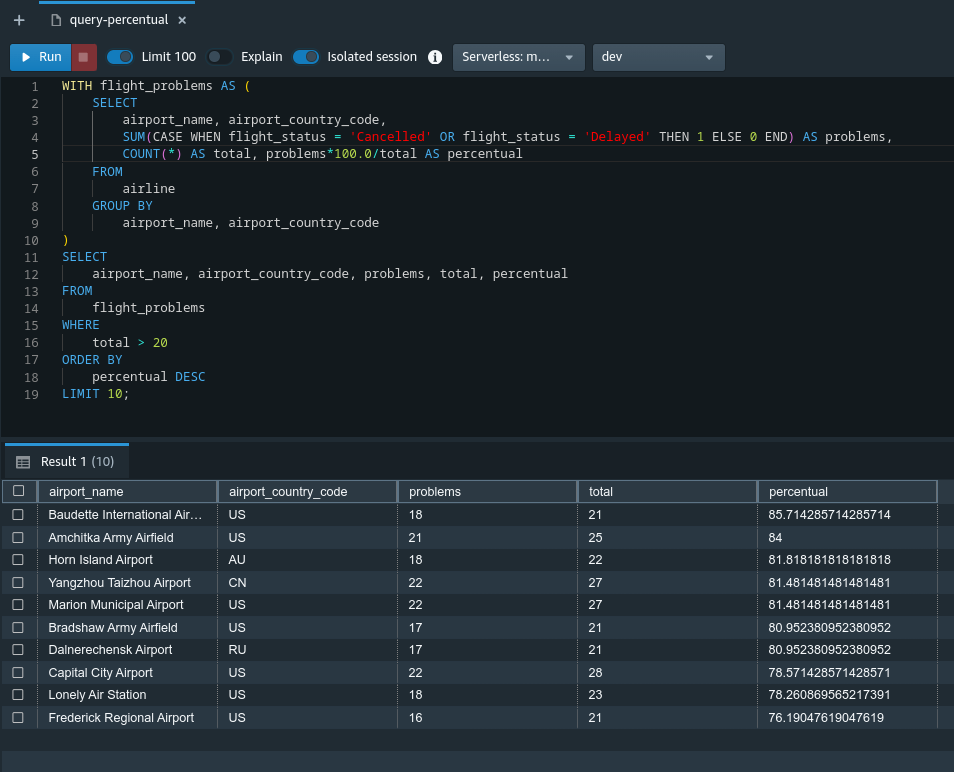 + query-percentual ×
Run Limit 100 Explain Isolated session i Serverless: m... dev
1 WITH flight_problems AS (
2 SELECT
3 airport_name, airport_country_code,
4 SUM(CASE WHEN flight_status = 'Cancelled' OR flight_status = 'Delayed' THEN 1 ELSE 0 END) AS problems,
5 COUNT(*) AS total, problems*100.0/total AS percentual
6 FROM
7 airline
8 GROUP BY
9 airport_name, airport_country_code
10 )
11 SELECT
12 airport_name, airport_country_code, problems, total, percentual
13 FROM
14 flight_problems
15 WHERE
16 total > 20
17 ORDER BY
18 percentual DESC
19 LIMIT 10;
Result 1 (10)
airport_name airport_country_code problems total percentual
Baudette International Air... US 18 21 85.714285714285714
Amchitka Army Airfield US 21 25 84
Horn Island Airport AU 18 22 81.818181818181818
Yangzhou Taizhou Airport CN 22 27 81.481481481481481
Marion Municipal Airport US 22 27 81.481481481481481
Bradshaw Army Airfield US 17 21 80.952380952380952
Dalnerechensk Airport RU 17 21 80.952380952380952
Capital City Airport US 22 28 78.571428571428571
Lonely Air Station US 18 23 78.260869565217391
Frederick Regional Airport US 16 21 76.19047619047619